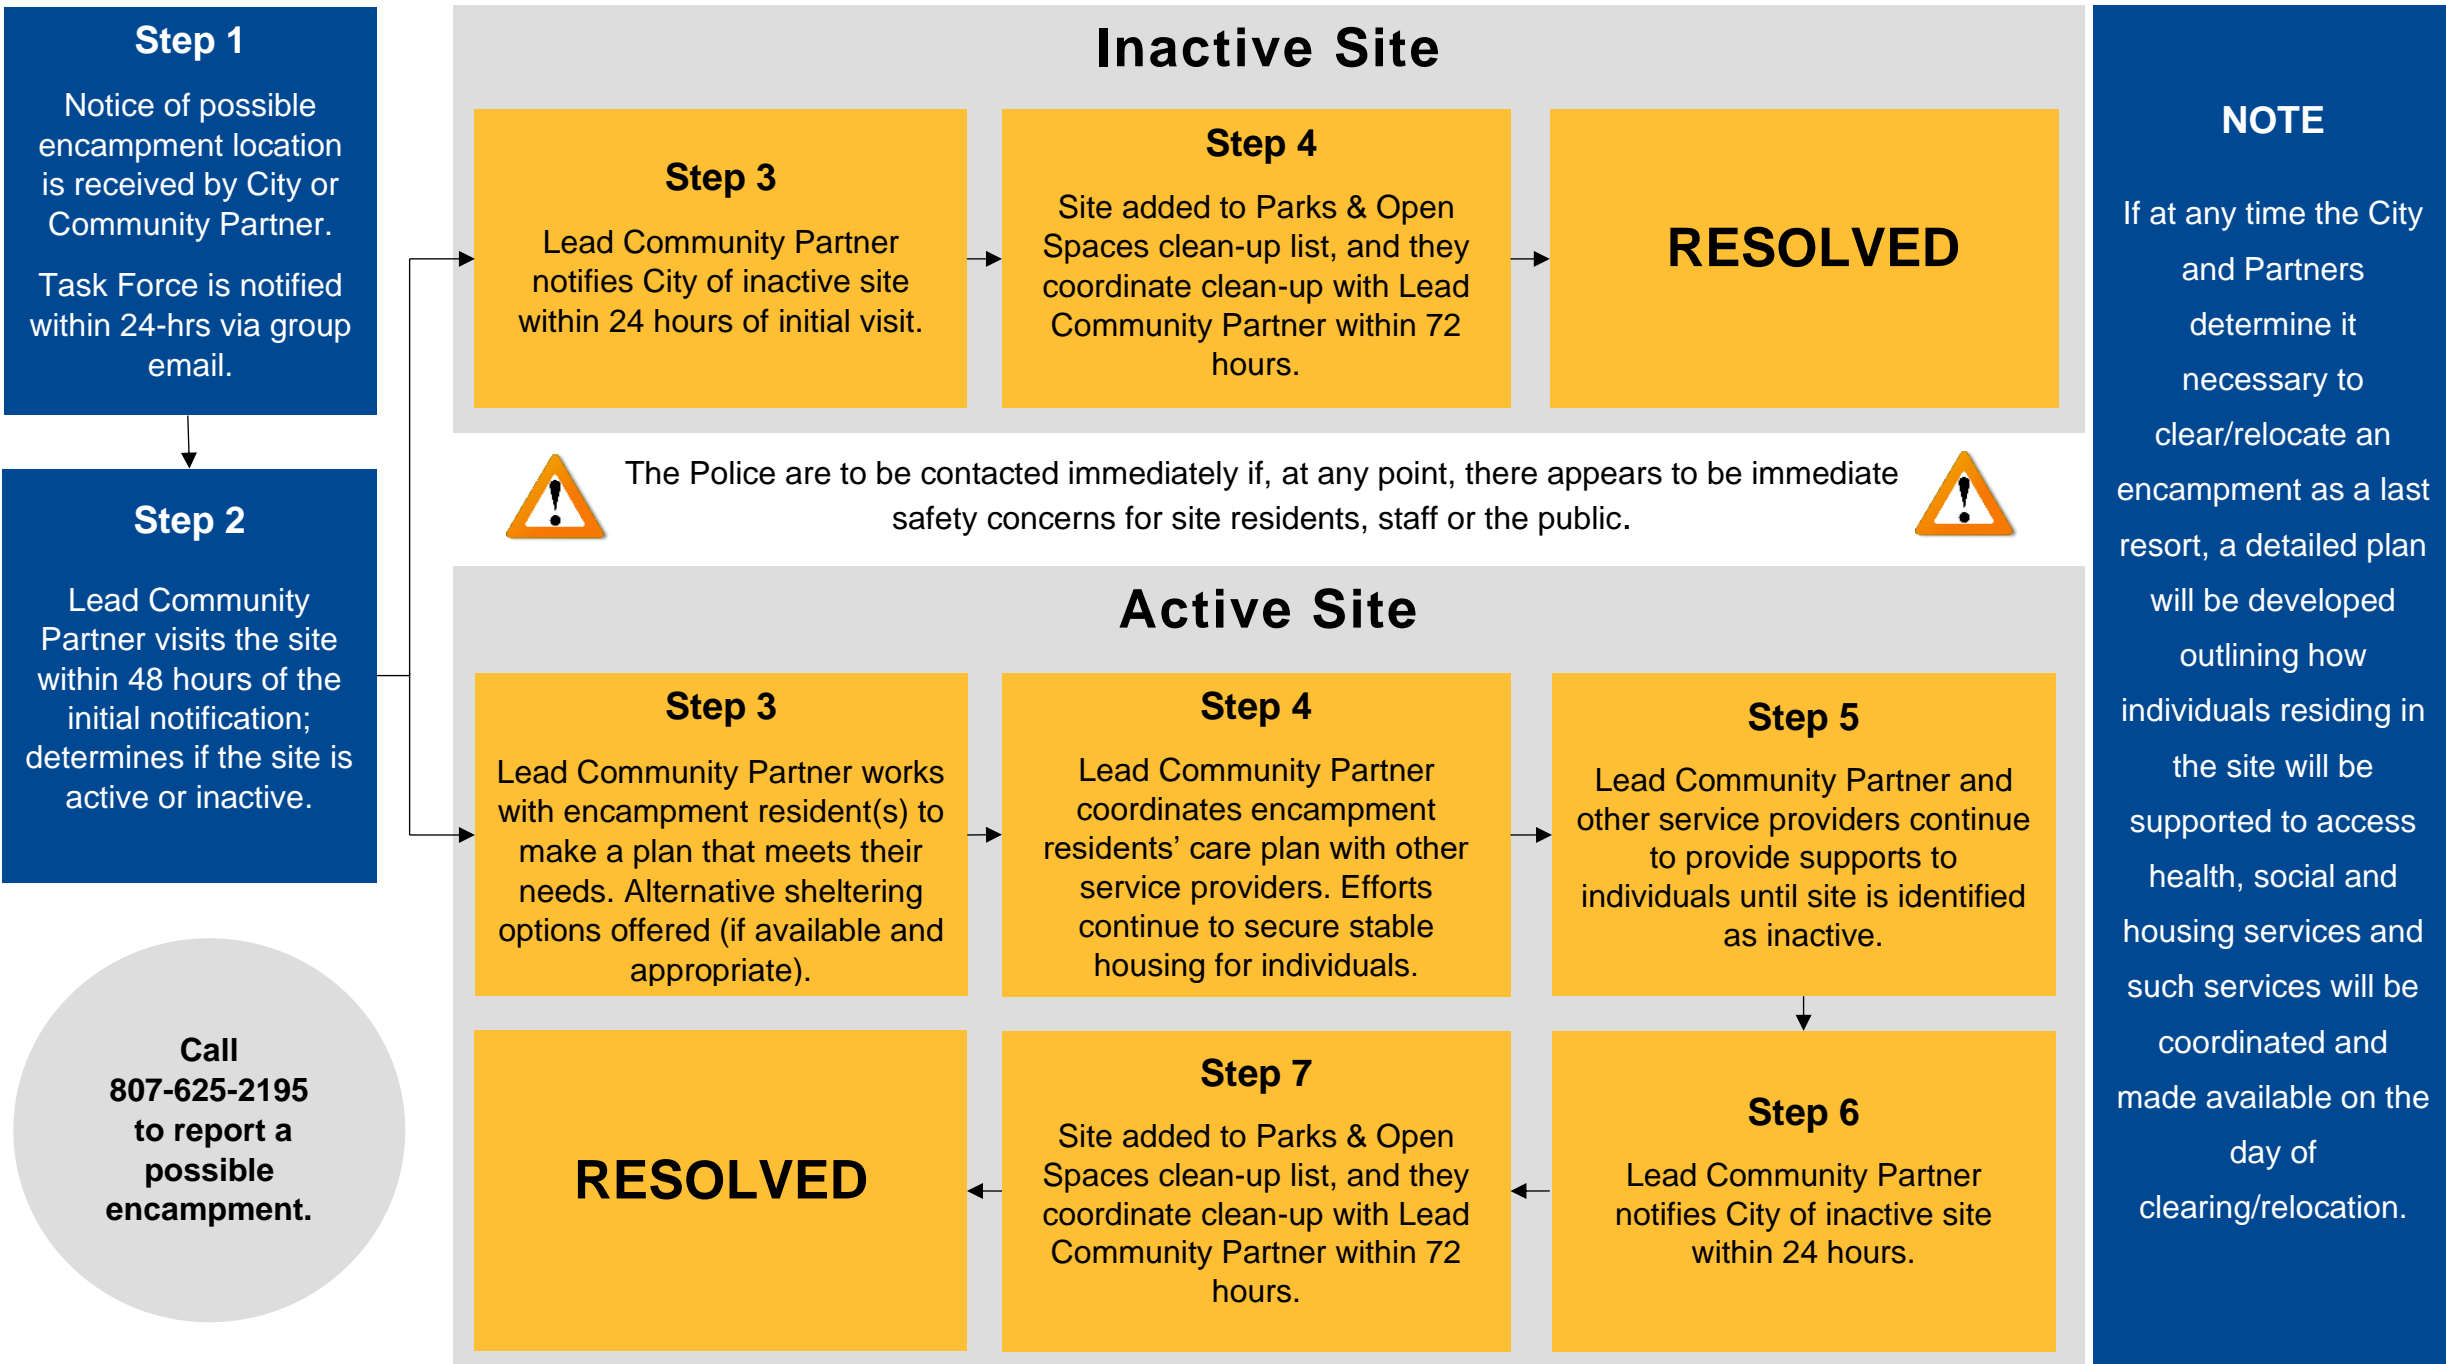 Step 1
Notice of possible
encampment location
is received by City or
Community Partner.
Task Force is notified
within 24-hrs via group
email.
Step 2
Lead Community
Partner visits the site
within 48 hours of the
initial notification;
determines if the site is
active or inactive.
Call
807-625-2195
to report a
possible
encampment.
Inactive Site
Step 3
Lead Community Partner
notifies City of inactive site
within 24 hours of initial visit.
Step 4
Site added to Parks & Open
Spaces clean-up list, and they
coordinate clean-up with Lead
Community Partner within 72
hours.
RESOLVED
The Police are to be contacted immediately if, at any point, there appears to be immediate
safety concerns for site residents, staff or the public.
Active Site
Step 3
Lead Community Partner works
with encampment resident(s) to
make a plan that meets their
needs. Alternative sheltering
options offered (if available and
appropriate).
Step 4
Lead Community Partner
coordinates encampment
residents’ care plan with other
service providers. Efforts
continue to secure stable
housing for individuals.
Step 5
Lead Community Partner and
other service providers continue
to provide supports to
individuals until site is identified
as inactive.
Step 6
Lead Community Partner
notifies City of inactive site
within 24 hours.
Step 7
Site added to Parks & Open
Spaces clean-up list, and they
coordinate clean-up with Lead
Community Partner within 72
hours.
RESOLVED
NOTE
If at any time the City
and Partners
determine it
necessary to
clear/relocate an
encampment as a last
resort, a detailed plan
will be developed
outlining how
individuals residing in
the site will be
supported to access
health, social and
housing services and
such services will be
coordinated and
made available on the
day of
clearing/relocation.